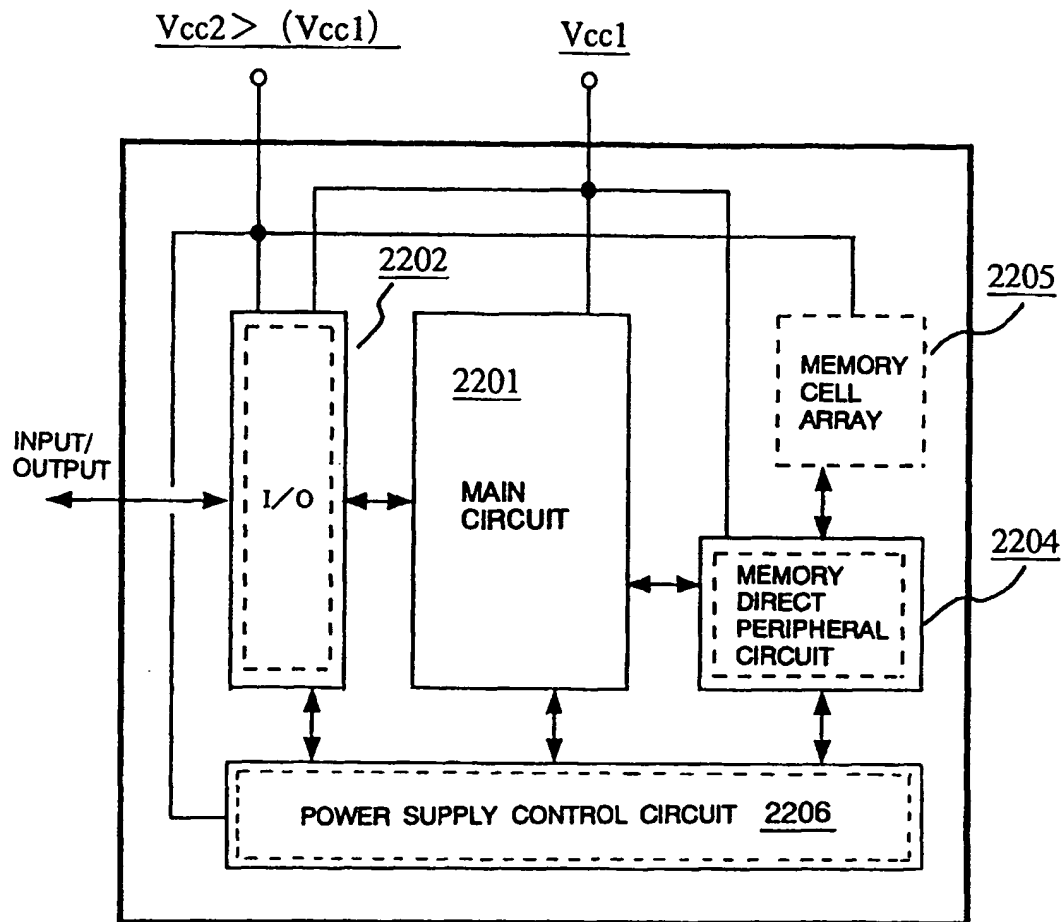 Vcc2> (Vcc1)
Vcc1
2202
2205
2201
MEMORY
CELL
ARRAY
INPUT/
OUTPUT
I/O
MAIN
CIRCUIT
2204
MEMORY
DIRECT
PERIPHERAL
CIRCUIT
POWER SUPPLY CONTROL CIRCUIT 2206